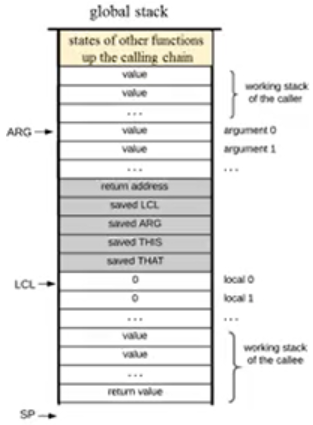 global stack
states of other functions
up the calling chain
value
value
working stack
of the caller
...
ARG
value
argument 0
value
argument 1
...
...
return address
saved LCL
saved ARG
saved THIS
saved THAT
LCL
0
local 0
0
local 1
...
...
value
value
working stack
of the callee
...
return value
SP